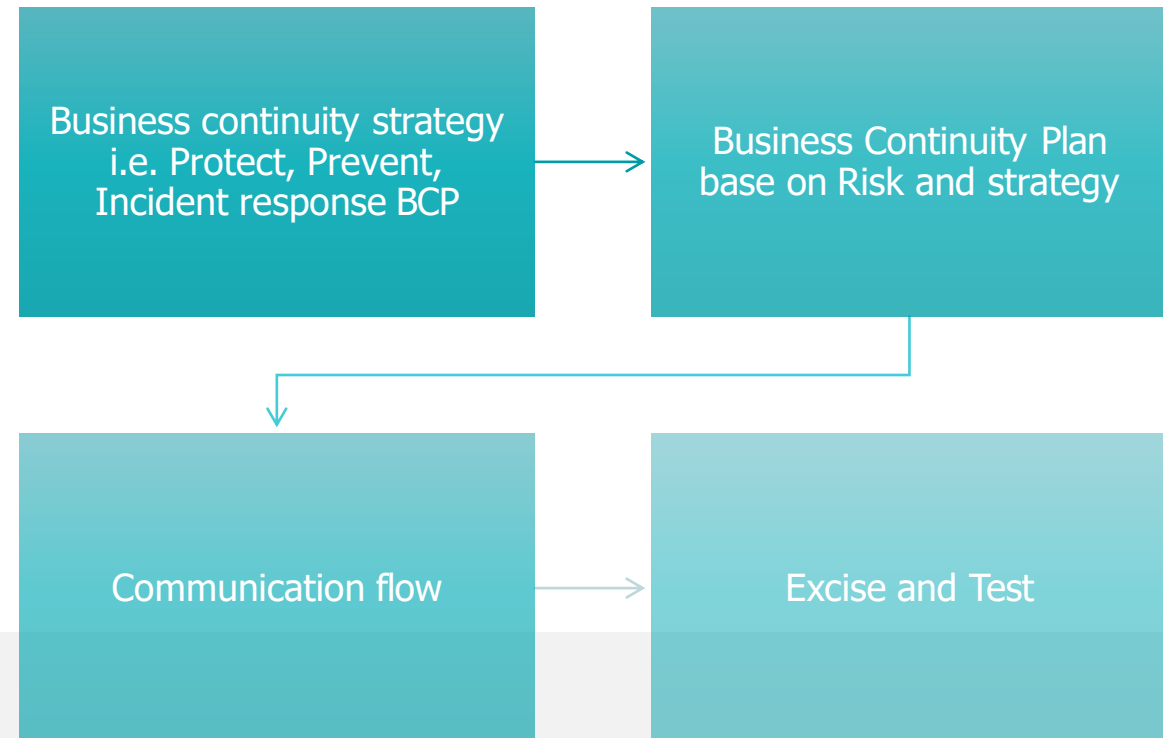 Business continuity strategy
i.e. Protect, Prevent,
Incident response BCP
Business Continuity Plan
base on Risk and strategy
Communication flow
Excise and Test